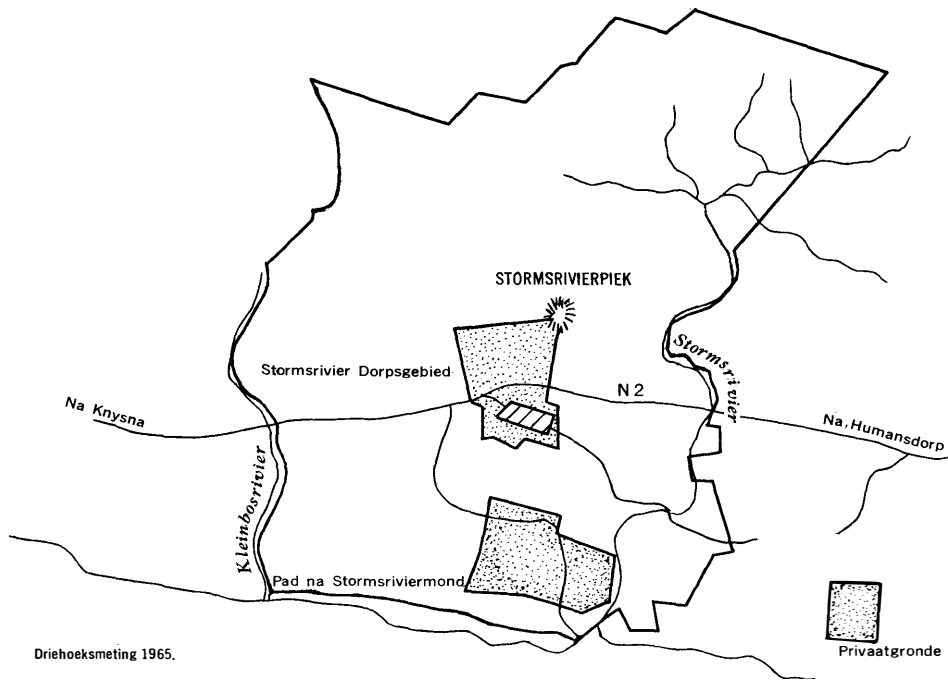 STORMSRIVIERPIEK
Stormsrivier Dorpsgebied
Stormsrivier
N 2
Na Knysna
Na, Humansdorp
Kleinbosrivier
Pad na Stormsriviermond
Driehoeksmeting 1965.
Privaatgronde